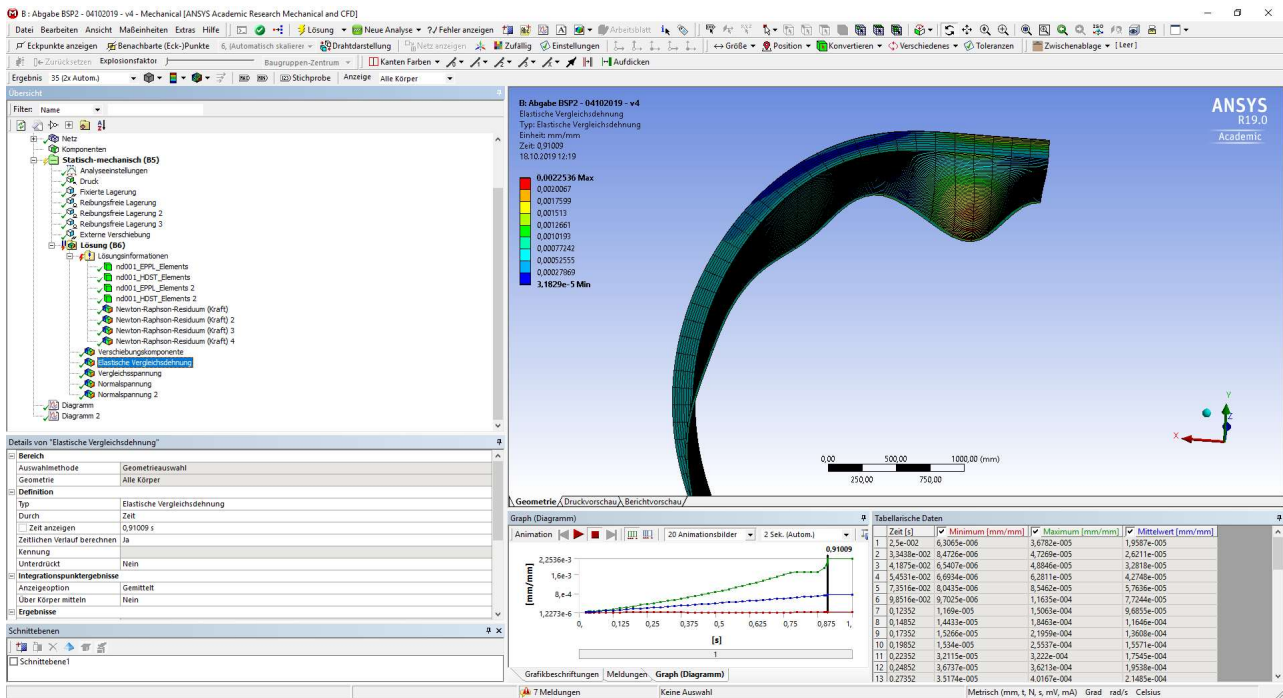 B : Abgabe BSP2 - 04102019 - v4 - Mechanical [ANSYS Academic Research Mechanical and CFD]
Datei Bearbeiten Ansicht Maßeinheiten Extras Hilfe Lösung Neue Analyse ?/ Fehler anzeigen Arbeitsblatt
Eckpunkte anzeigen Benachbarte (Eck-)Punkte 6, (Automatisch skalieren Drahtdarstellung Netz anzeigen Zufällig Einstellungen Größe Position Konvertieren Verschiedenes Toleranzen Zwischenablage [Leer]
Zurücksetzen Explosionsfaktor Baugruppen-Zentrum Kanten Farben Aufdicken
Ergebnis 35 (2x Autom.) Stichprobe Anzeige Alle Körper
Übersicht
Filter: Name
Netz
Komponenten
Statisch-mechanisch (B5)
Analyseeinstellungen
Druck
Fixierte Lagerung
Reibungsfreie Lagerung
Reibungsfreie Lagerung 2
Reibungsfreie Lagerung 3
Externe Verschiebung
Lösung (B6)
Lösungsinformationen
nd001_EPPL_Elements
nd001_HDST_Elements
nd001_EPPL_Elements 2
nd001_HDST_Elements 2
Newton-Raphson-Residuum (Kraft)
Newton-Raphson-Residuum (Kraft) 2
Newton-Raphson-Residuum (Kraft) 3
Newton-Raphson-Residuum (Kraft) 4
Verschiebungskomponente
Elastische Vergleichsdehnung
Vergleichsspannung
Normalspannung
Normalspannung 2
Diagramm
Diagramm 2
Details von "Elastische Vergleichsdehnung"
Bereich
Auswahlmethode Geometrieauswahl
Geometrie Alle Körper
Definition
Typ Elastische Vergleichsdehnung
Durch Zeit
Zeit anzeigen 0,91009 s
Zeitlichen Verlauf berechnen Ja
Kennung
Unterdrückt Nein
Integrationspunktergebnisse
Anzeigeoption Gemittelt
Über Körper mitteln Nein
Ergebnisse
Schnittebenen
Schnittebene1
B: Abgabe BSP2 - 04102019 - v4
Elastische Vergleichsdehnung
Typ: Elastische Vergleichsdehnung
Einheit: mm/mm
Zeit: 0,91009
18.10.2019 12:19
0,0022536 Max
0,0020067
0,0017599
0,001513
0,0012661
0,0010193
0,00077242
0,00052555
0,00027869
3,1829e-5 Min
ANSYS
R19.0
Academic
Y
Z
X
0,00 500,00 1000,00 (mm)
250,00 750,00
Geometrie Druckvorschau Berichtvorschau
Graph (Diagramm)
Animation 20 Animationsbilder 2 Sek. (Autom.)
0,91009
2,2536e-3
1,6e-3
8,e-4
1,2273e-6
[mm/mm]
0, 0,125 0,25 0,375 0,5 0,625 0,75 0,875 1,
[s]
1
Grafikbeschriftungen Meldungen Graph (Diagramm)
Tabellarische Daten
Zeit [s] Minimum [mm/mm] Maximum [mm/mm] Mittelwert [mm/mm]
1 2,5e-002 6,3065e-006 3,6782e-005 1,9587e-005
2 3,3438e-002 8,4726e-006 4,7269e-005 2,6211e-005
3 4,1875e-002 6,5407e-006 4,8846e-005 3,2818e-005
4 5,4531e-002 6,6934e-006 6,2811e-005 4,2748e-005
5 7,3516e-002 8,0435e-006 8,5462e-005 5,7636e-005
6 9,8516e-002 9,7025e-006 1,1635e-004 7,7244e-005
7 0,12352 1,169e-005 1,5063e-004 9,6855e-005
8 0,14852 1,4433e-005 1,8463e-004 1,1646e-004
9 0,17352 1,5266e-005 2,1959e-004 1,3608e-004
10 0,19852 1,534e-005 2,5537e-004 1,5571e-004
11 0,22352 3,2115e-005 3,222e-004 1,7545e-004
12 0,24852 3,6737e-005 3,6213e-004 1,9538e-004
13 0,27352 3,5174e-005 4,0167e-004 2,1485e-004
7 Meldungen Keine Auswahl Metrisch (mm, t, N, s, mV, mA) Grad rad/s Celsius